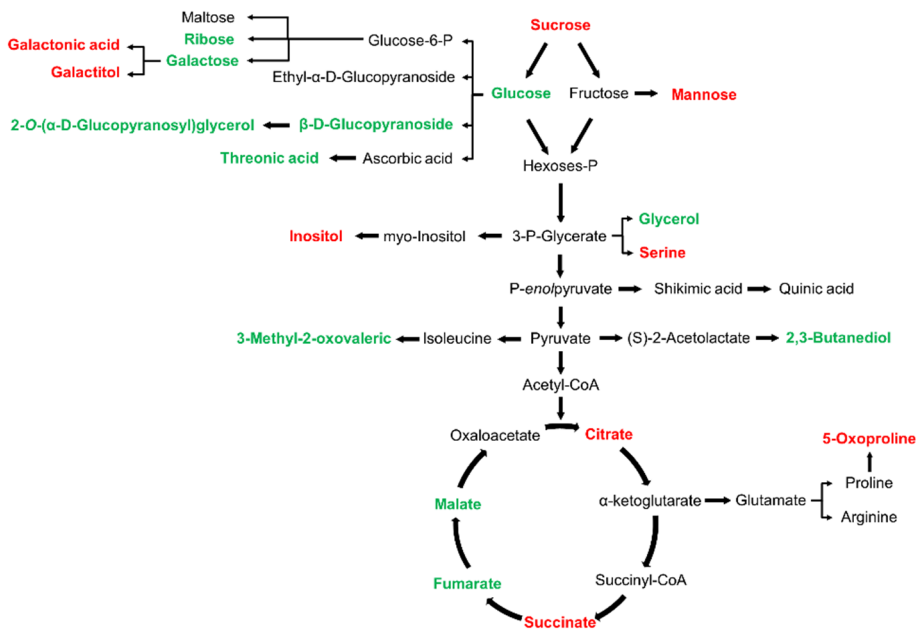 Maltose
Sucrose
Ribose
Glucose-6-P
Galactonic acid
Galactose
Galactitol
Ethyl-α-D-Glucopyranoside
Glucose
Fructose
Mannose
2-O-(α-D-Glucopyranosyl)glycerol
β-D-Glucopyranoside
Threonic acid
Ascorbic acid
Hexoses-P
Glycerol
Inositol
myo-Inositol
3-P-Glycerate
Serine
P-enolpyruvate
Shikimic acid
Quinic acid
3-Methyl-2-oxovaleric
Isoleucine
Pyruvate
(S)-2-Acetolactate
2,3-Butanediol
Acetyl-CoA
Oxaloacetate
Citrate
5-Oxoproline
Proline
Malate
α-ketoglutarate
Glutamate
Arginine
Fumarate
Succinyl-CoA
Succinate